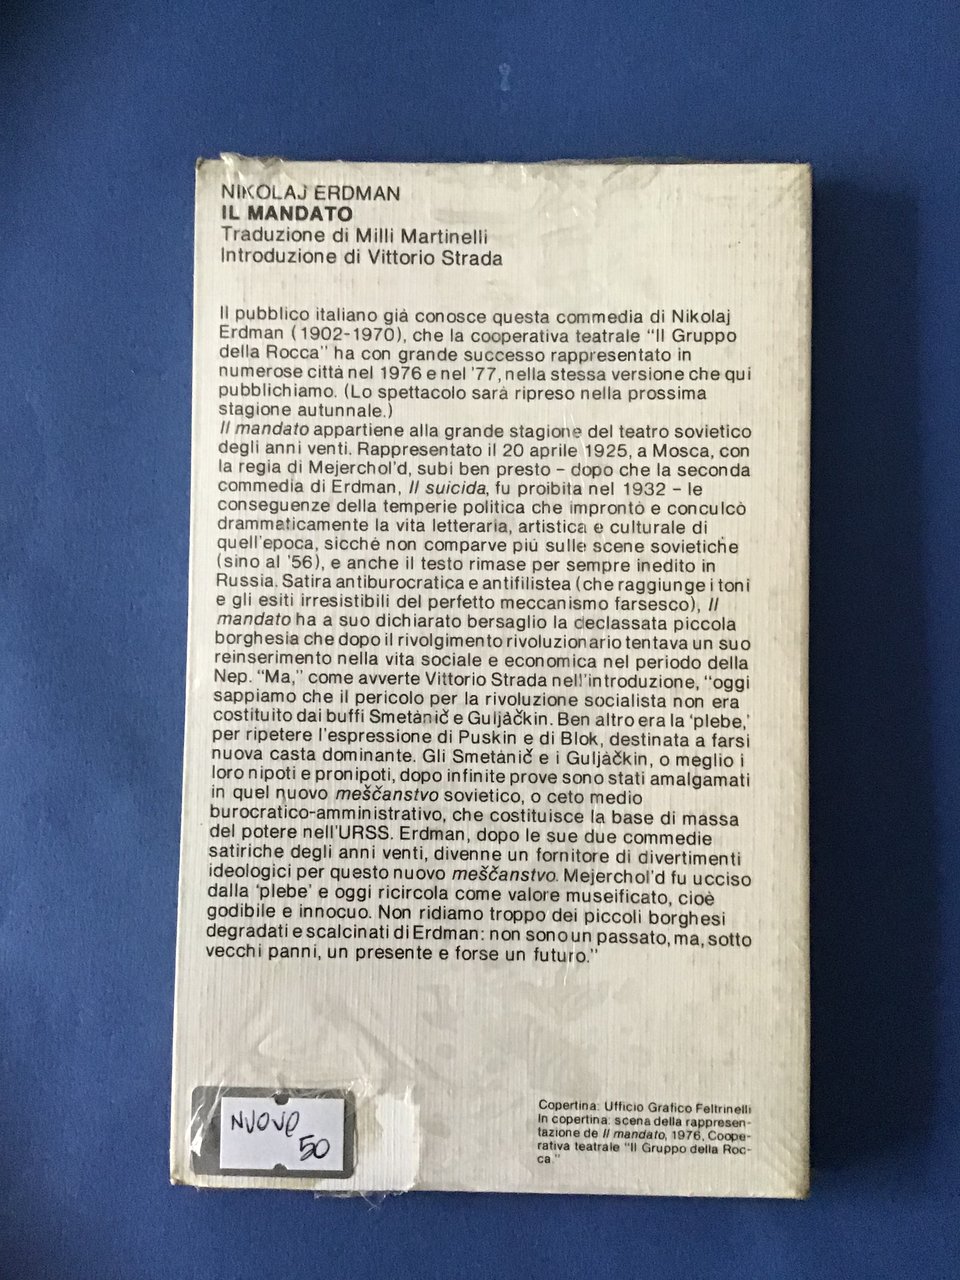 NIKOLAJ ERDMAN
IL MANDATO
Traduzione di Milli Martinelli
Introduzione di Vittorio Strada
Il pubblico italiano già conosce questa commedia di Nikolaj
Erdman (1902-1970), che la cooperativa teatrale “Il Gruppo
della Rocca” ha con grande successo rappresentato in
numerose città nel 1976 e nel '77, nella stessa versione che qui
pubblichiamo. (Lo spettacolo sarà ripreso nella prossima
stagione autunnale.)
Il mandato appartiene alla grande stagione del teatro sovietico
degli anni venti. Rappresentato il 20 aprile 1925, a Mosca, con
la regia di Mejerchol'd, subì ben presto – dopo che la seconda
commedia di Erdman, Il suicida, fu proibita nel 1932 – le
conseguenze della temperie politica che improntò e conculcò
drammaticamente la vita letteraria, artistica e culturale di
quell'epoca, sicché non comparve più sulle scene sovietiche
(sino al '56), e anche il testo rimase per sempre inedito in
Russia. Satira antiburocratica e antifilistea (che raggiunge i toni
e gli esiti irresistibili del perfetto meccanismo farsesco), Il
mandato ha a suo dichiarato bersaglio la declassata piccola
borghesia che dopo il rivolgimento rivoluzionario tentava un suo
reinserimento nella vita sociale e economica nel periodo della
Nep. “Ma,” come avverte Vittorio Strada nell'introduzione, “oggi
sappiamo che il pericolo per la rivoluzione socialista non era
costituito dai buffi Smetànič e Guljàčkin. Ben altro era la ‘plebe,’
per ripetere l'espressione di Puskin e di Blok, destinata a farsi
nuova casta dominante. Gli Smetànič e i Guljàčkin, o meglio i
loro nipoti e pronipoti, dopo infinite prove sono stati amalgamati
in quel nuovo meščanstvo sovietico, o ceto medio
burocratico-amministrativo, che costituisce la base di massa
del potere nell'URSS. Erdman, dopo le sue due commedie
satiriche degli anni venti, divenne un fornitore di divertimenti
ideologici per questo nuovo meščanstvo. Mejerchol'd fu ucciso
dalla ‘plebe’ e oggi ricircola come valore museificato, cioè
godibile e innocuo. Non ridiamo troppo dei piccoli borghesi
degradati e scalcinati di Erdman: non sono un passato, ma, sotto
vecchi panni, un presente e forse un futuro.”
NUOVO
50
Copertina: Ufficio Grafico Feltrinelli
In copertina: scena della rappresen-
tazione de Il mandato, 1976, Coope-
rativa teatrale “Il Gruppo della Roc-
ca.”